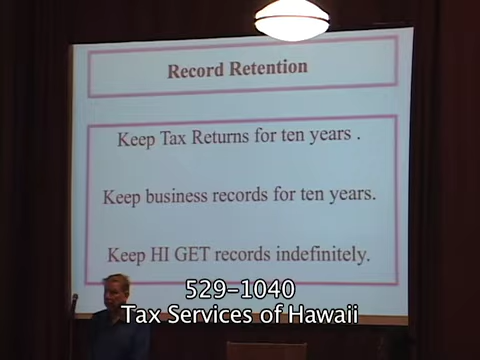 Record Retention
Keep Tax Returns for ten years .
Keep business records for ten years.
Keep HI GET records indefinitely.
529-1040
Tax Services of Hawaii